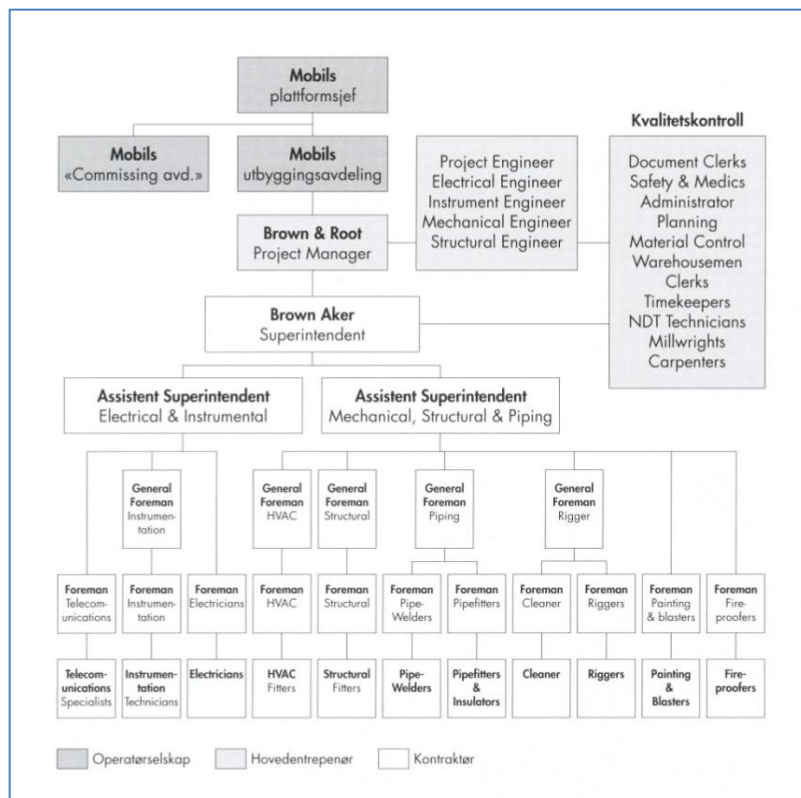 Mobils
plattformsjef
Mobils
«Commissing avd.»
Mobils
utbyggingsavdeling
Project Engineer
Electrical Engineer
Instrument Engineer
Mechanical Engineer
Structural Engineer
Kvalitetskontroll
Document Clerks
Safety & Medics
Administrator
Planning
Material Control
Warehousemen
Clerks
Timekeepers
NDT Technicians
Millwrights
Carpenters
Brown & Root
Project Manager
Brown Aker
Superintendent
Assistent Superintendent
Electrical & Instrumental
Assistent Superintendent
Mechanical, Structural & Piping
General
Foreman
Instrumen-
tation
General
Foreman
HVAC
General
Foreman
Structural
General
Foreman
Piping
General
Foreman
Rigger
Foreman
Telecom-
unications
Foreman
Instrumen-
tation
Foreman
Electricians
Foreman
HVAC
Foreman
Structural
Foreman
Pipe-
Welders
Foreman
Pipefitters
Foreman
Cleaner
Foreman
Riggers
Foreman
Painting
& blasters
Foreman
Fire-
proofers
Telecom-
unications
Specialists
Instrumen-
tation
Technicians
Electricians
HVAC
Fitters
Structural
Fitters
Pipe-
Welders
Pipefitters
&
Insulators
Cleaner
Riggers
Painting
&
Blasters
Fire-
proofers
Operatørselskap
Hovedentrepenør
Kontraktør